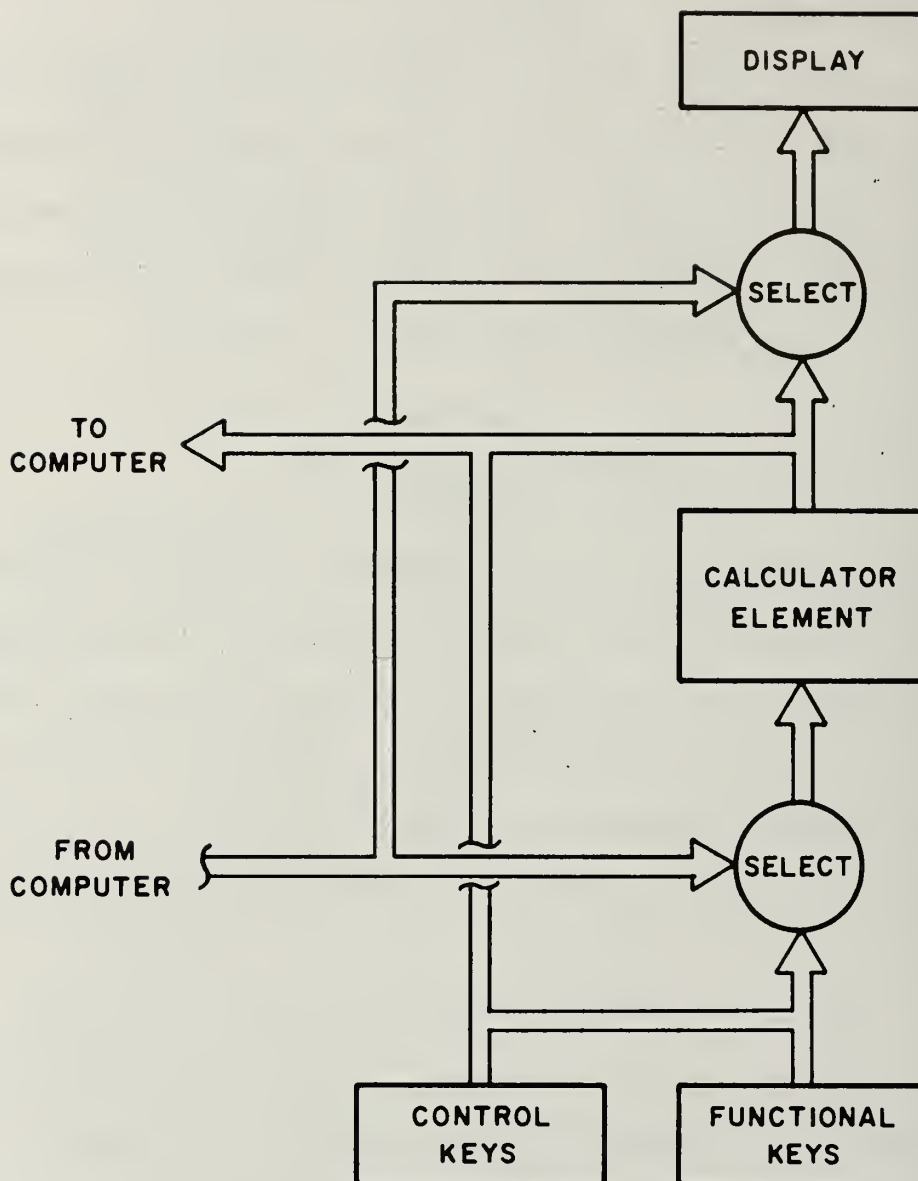 DISPLAY
SELECT
TO
COMPUTER
CALCULATOR
ELEMENT
FROM
COMPUTER
SELECT
CONTROL
KEYS
FUNCTIONAL
KEYS